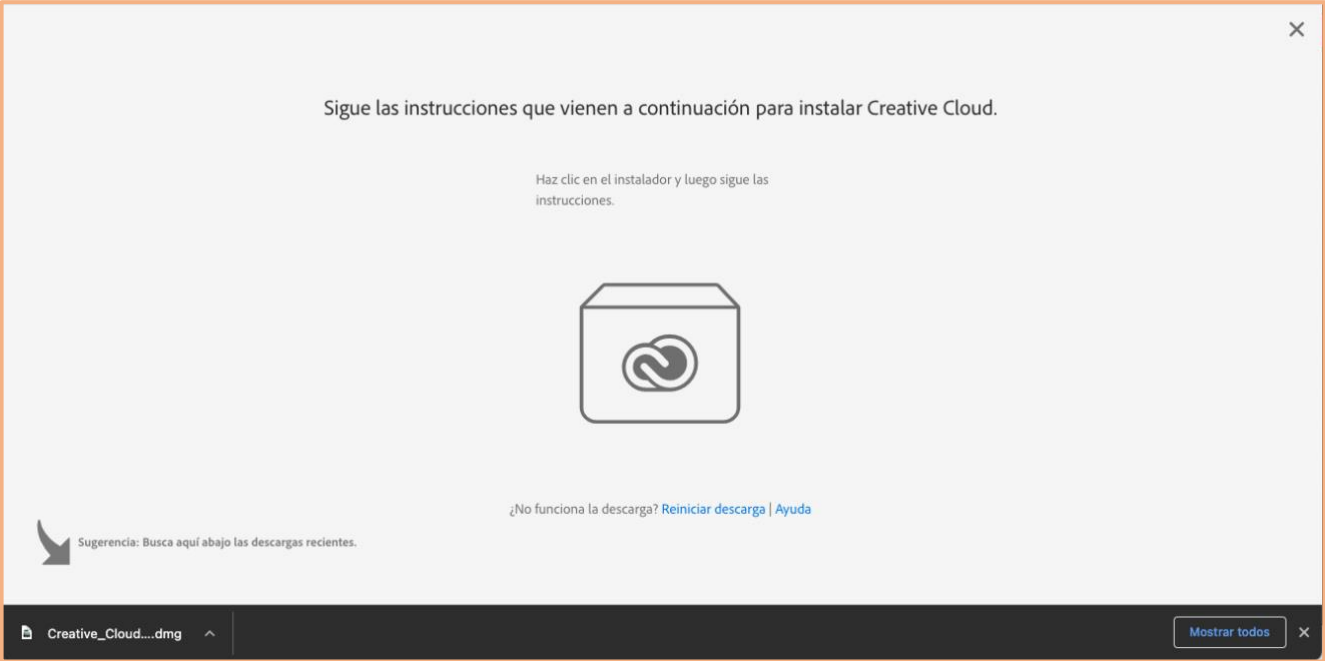 Sigue las instrucciones que vienen a continuación para instalar Creative Cloud.
Haz clic en el instalador y luego sigue las
instrucciones.
¿No funciona la descarga? Reiniciar descarga | Ayuda
Sugerencia: Busca aquí abajo las descargas recientes.
Creative_Cloud....dmg
Mostrar todos